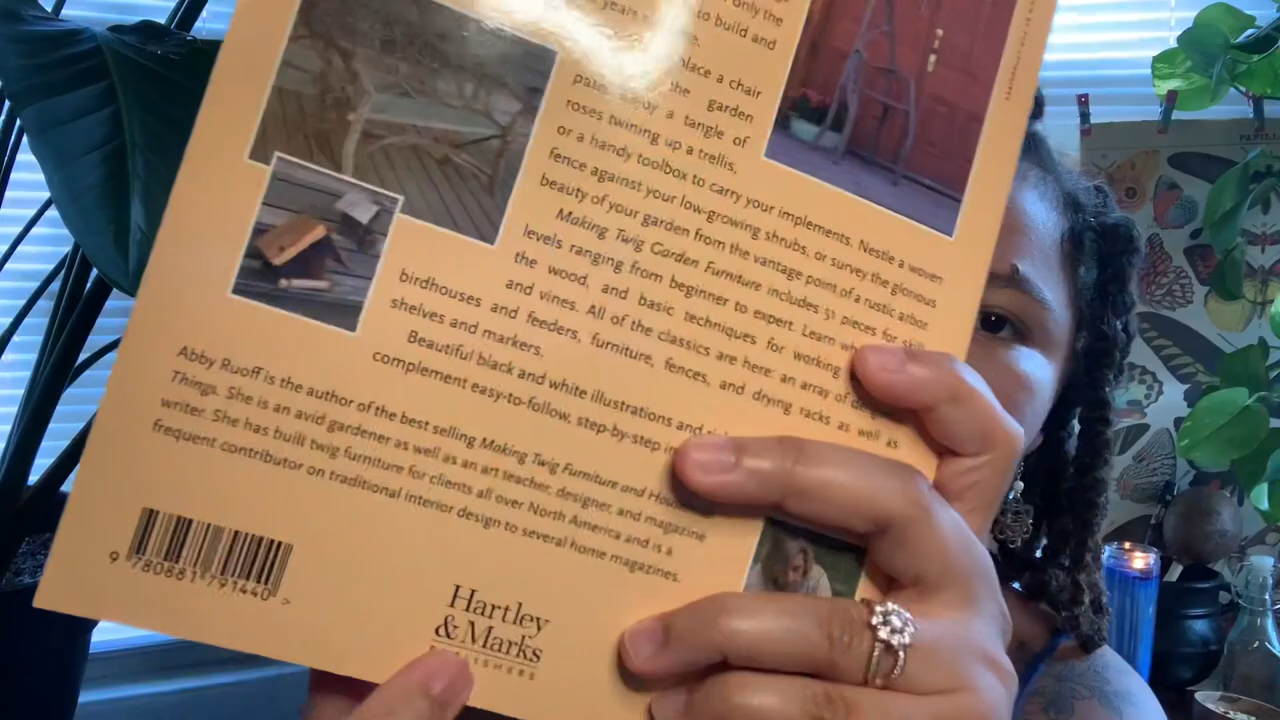 only the
years
to build and
place a chair
the garden
by a tangle of
roses twining up a trellis,
or a handy toolbox to carry your implements. Nestle a woven
fence against your low-growing shrubs, or survey the glorious
beauty of your garden from the vantage point of a rustic arbor.
Making Twig Garden Furniture includes 51 pieces for skill
levels ranging from beginner to expert. Learn
the wood, and basic techniques for working
and vines. All of the classics are here: an array of
birdhouses and feeders, furniture, fences, and drying racks as well as
shelves and markers.
Beautiful black and white illustrations and
complement easy-to-follow, step-by-step
Abby Ruoff is the author of the best selling Making Twig Furniture and
Things. She is an avid gardener as well as an art teacher, designer, and magazine
writer. She has built twig furniture for clients all over North America and is a
frequent contributor on traditional interior design to several home magazines.
9 780881 791440 >
Hartley
& Marks
PUBLISHERS